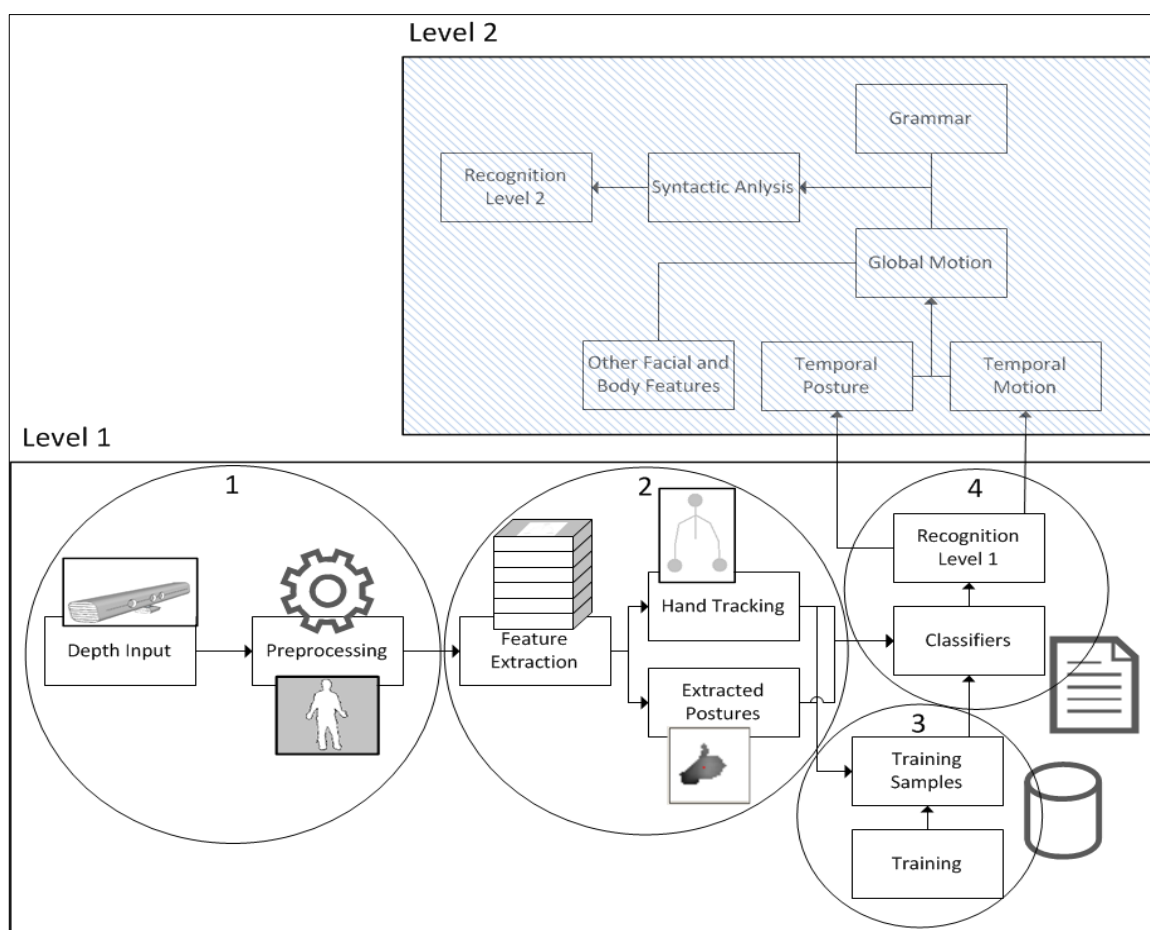 Level 2
Grammar
Recognition
Level 2
Syntactic Anlysis
Global Motion
Other Facial and
Body Features
Temporal
Posture
Temporal
Motion
Level 1
1
2
4
Recognition
Level 1
Depth Input
Preprocessing
Feature
Extraction
Hand Tracking
Classifiers
Extracted
Postures
3
Training
Samples
Training